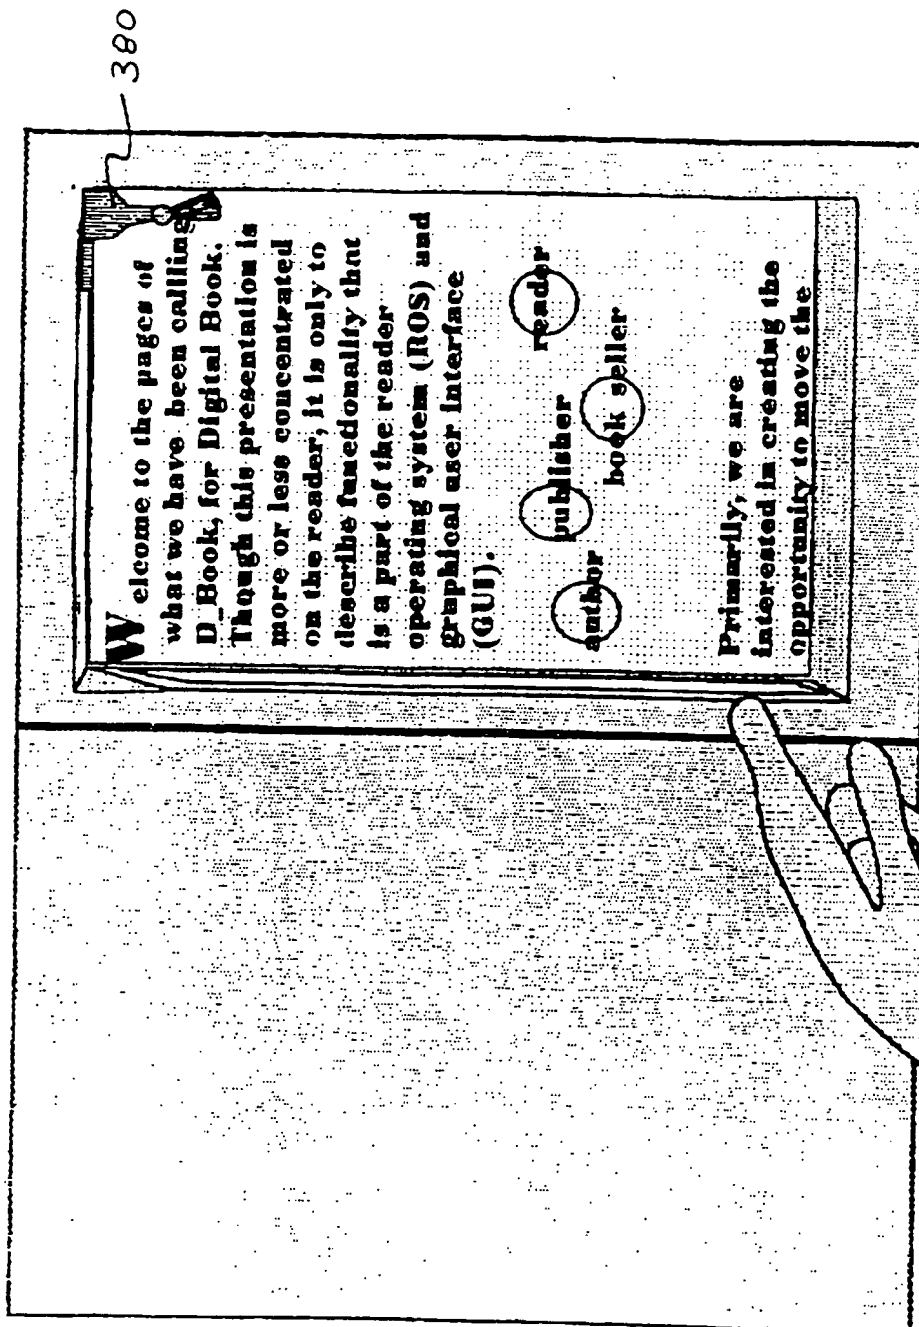 380
Welcome to the pages of
what we have been callling
D_Book, for Digital Book.
Though this presentation is
more or less concentrated
on the reader, it is only to
describe
that
is a part of the reader
operating system (ROS) and
graphical user interface
(GUI).
author publisher book seller reader
Primarily, we are
interested in creating the
opportunity to move the